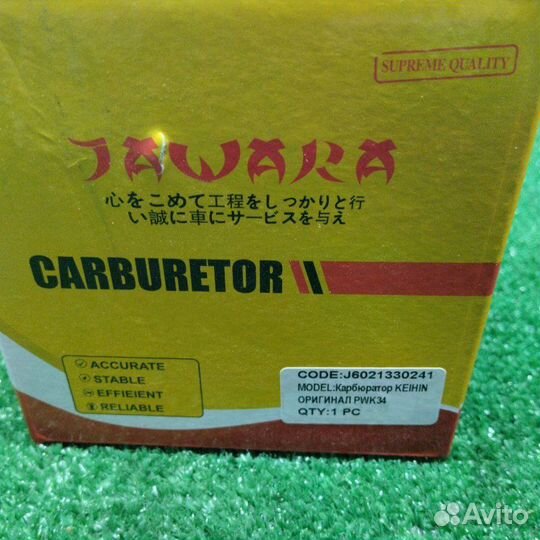 SUPREME QUALITY
JAWARA
心をこめて工程をしっかりと行
い誠に車にサービスを与え
CARBURETOR
ACCURATE
STABLE
EFFIEIENT
RELIABLE
CODE:J6021330241
MODEL:Карбюратор KEIHIN
ОРИГИНАЛ PWK34
QTY:1 PC
Avito